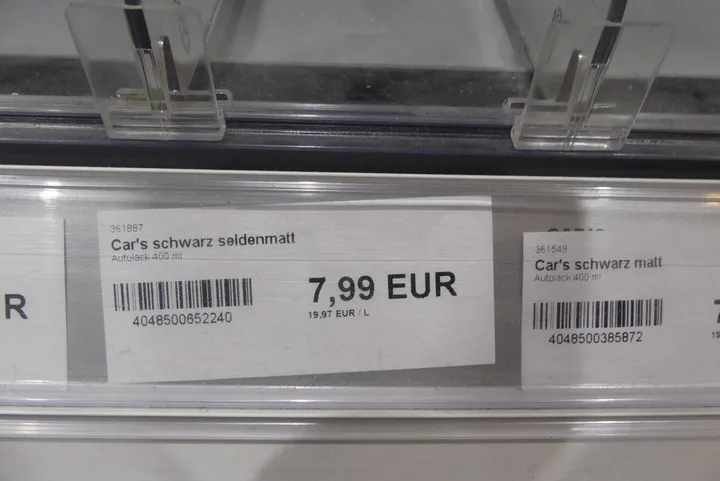 R
361887
Car's schwarz seidenmatt
Autolack 400 ml
7,99 EUR
19,97 EUR / L
4048500652240
361549
Car's schwarz matt
Autolack 400 ml
4048500385872